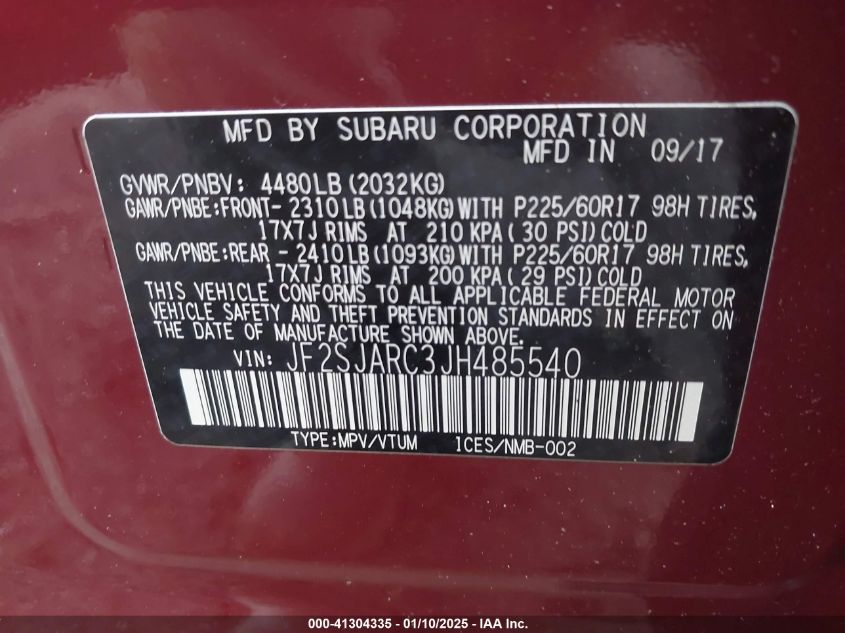 MFD BY SUBARU CORPORATION
MFD IN 09/17
GVWR/PNBV: 4480LB (2032KG)
GAWR/PNBE:FRONT- 2310LB(1048KG)WITH P225/60R17 98H TIRES,
17X7J RIMS AT 210 KPA( 30 PSI)COLD
GAWR/PNBE:REAR - 2410LB(1093KG)WITH P225/60R17 98H TIRES,
17X7J RIMS AT 200 KPA( 29 PSI)COLD
THIS VEHICLE CONFORMS TO ALL APPLICABLE FEDERAL MOTOR
VEHICLE SAFETY AND THEFT PREVENTION STANDARDS IN EFFECT ON
THE DATE OF MANUFACTURE SHOWN ABOVE.
VIN: JF2SJARC3JH485540
TYPE:MPV/VTUM ICES/NMB-002
000-41304335 - 01/10/2025 - IAA Inc.